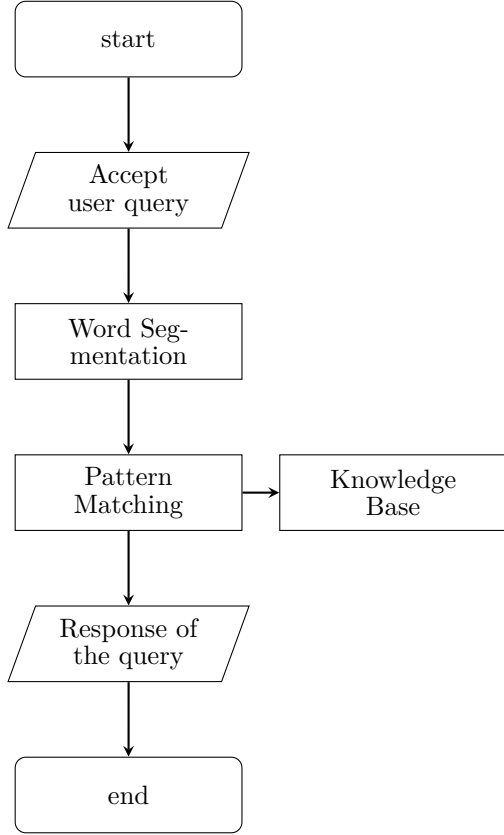 start
Accept
user query
Word Seg-
mentation
Pattern
Matching
Knowledge
Base
Response of
the query
end